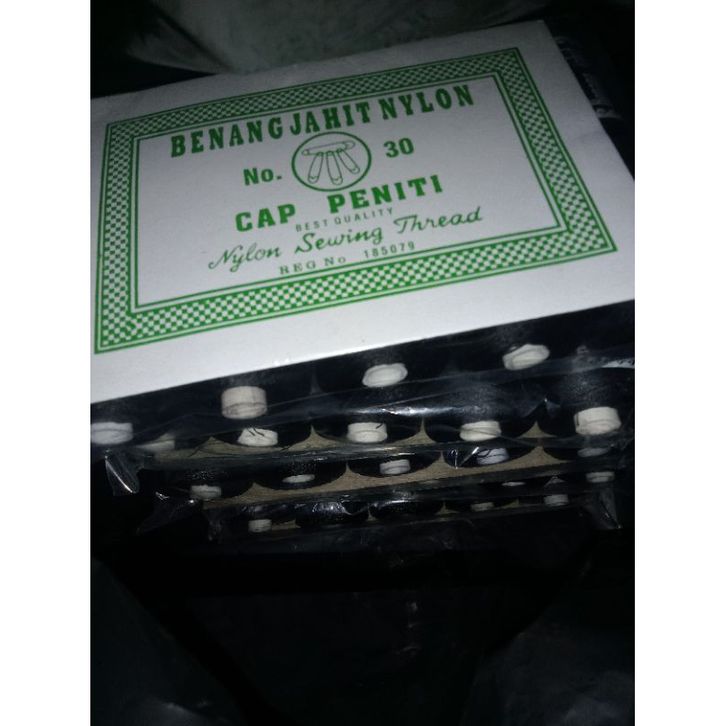 BENANG JAHIT NYLON
No. 30
CAP PENITI
BEST QUALITY
Nylon Sewing Thread
REG No 185079